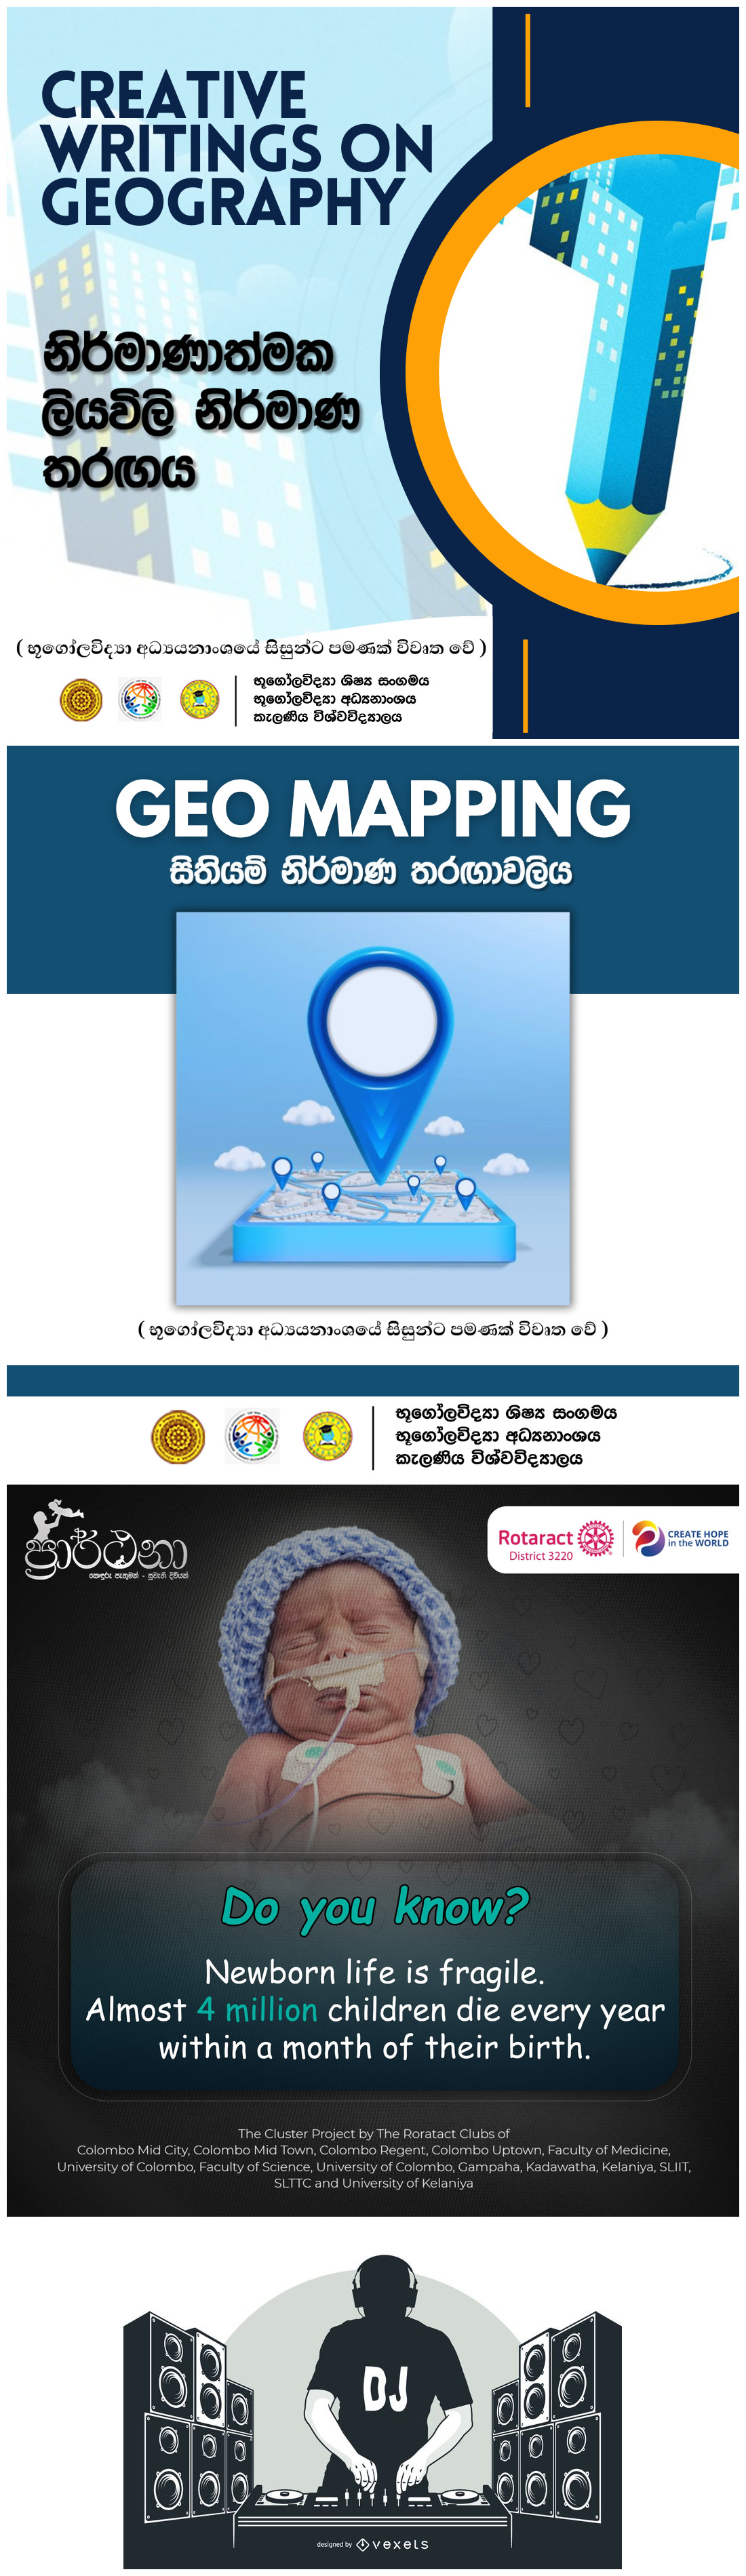 CREATIVE
WRITINGS ON
GEOGRAPHY
නිර්මාණාත්මක
ලියවිලි නිර්මාණ
තරඟය
( භූගෝලවිද්‍යා අධ්‍යයනාංශයේ සිසුන්ට පමණක් විවෘත වේ )
භූගෝලවිද්‍යා ශිෂ්‍ය සංගමය
භූගෝලවිද්‍යා අධ්‍යනාංශය
කැලණිය විශ්වවිද්‍යාලය
GEO MAPPING
සිතියම් නිර්මාණ තරඟාවලිය
( භූගෝලවිද්‍යා අධ්‍යයනාංශයේ සිසුන්ට පමණක් විවෘත වේ )
භූගෝලවිද්‍යා ශිෂ්‍ය සංගමය
භූගෝලවිද්‍යා අධ්‍යනාංශය
කැලණිය විශ්වවිද්‍යාලය
ප්‍රාර්ථනා
කෙඳුරු පැතුමන් - සුවැති දිවියක්
Rotaract
District 3220
CREATE HOPE
in the WORLD
Do you know?
Newborn life is fragile.
Almost 4 million children die every year
within a month of their birth.
The Cluster Project by The Roratact Clubs of
Colombo Mid City, Colombo Mid Town, Colombo Regent, Colombo Uptown, Faculty of Medicine,
University of Colombo, Faculty of Science, University of Colombo, Gampaha, Kadawatha, Kelaniya, SLIIT,
SLTTC and University of Kelaniya
DJ
designed by vexels